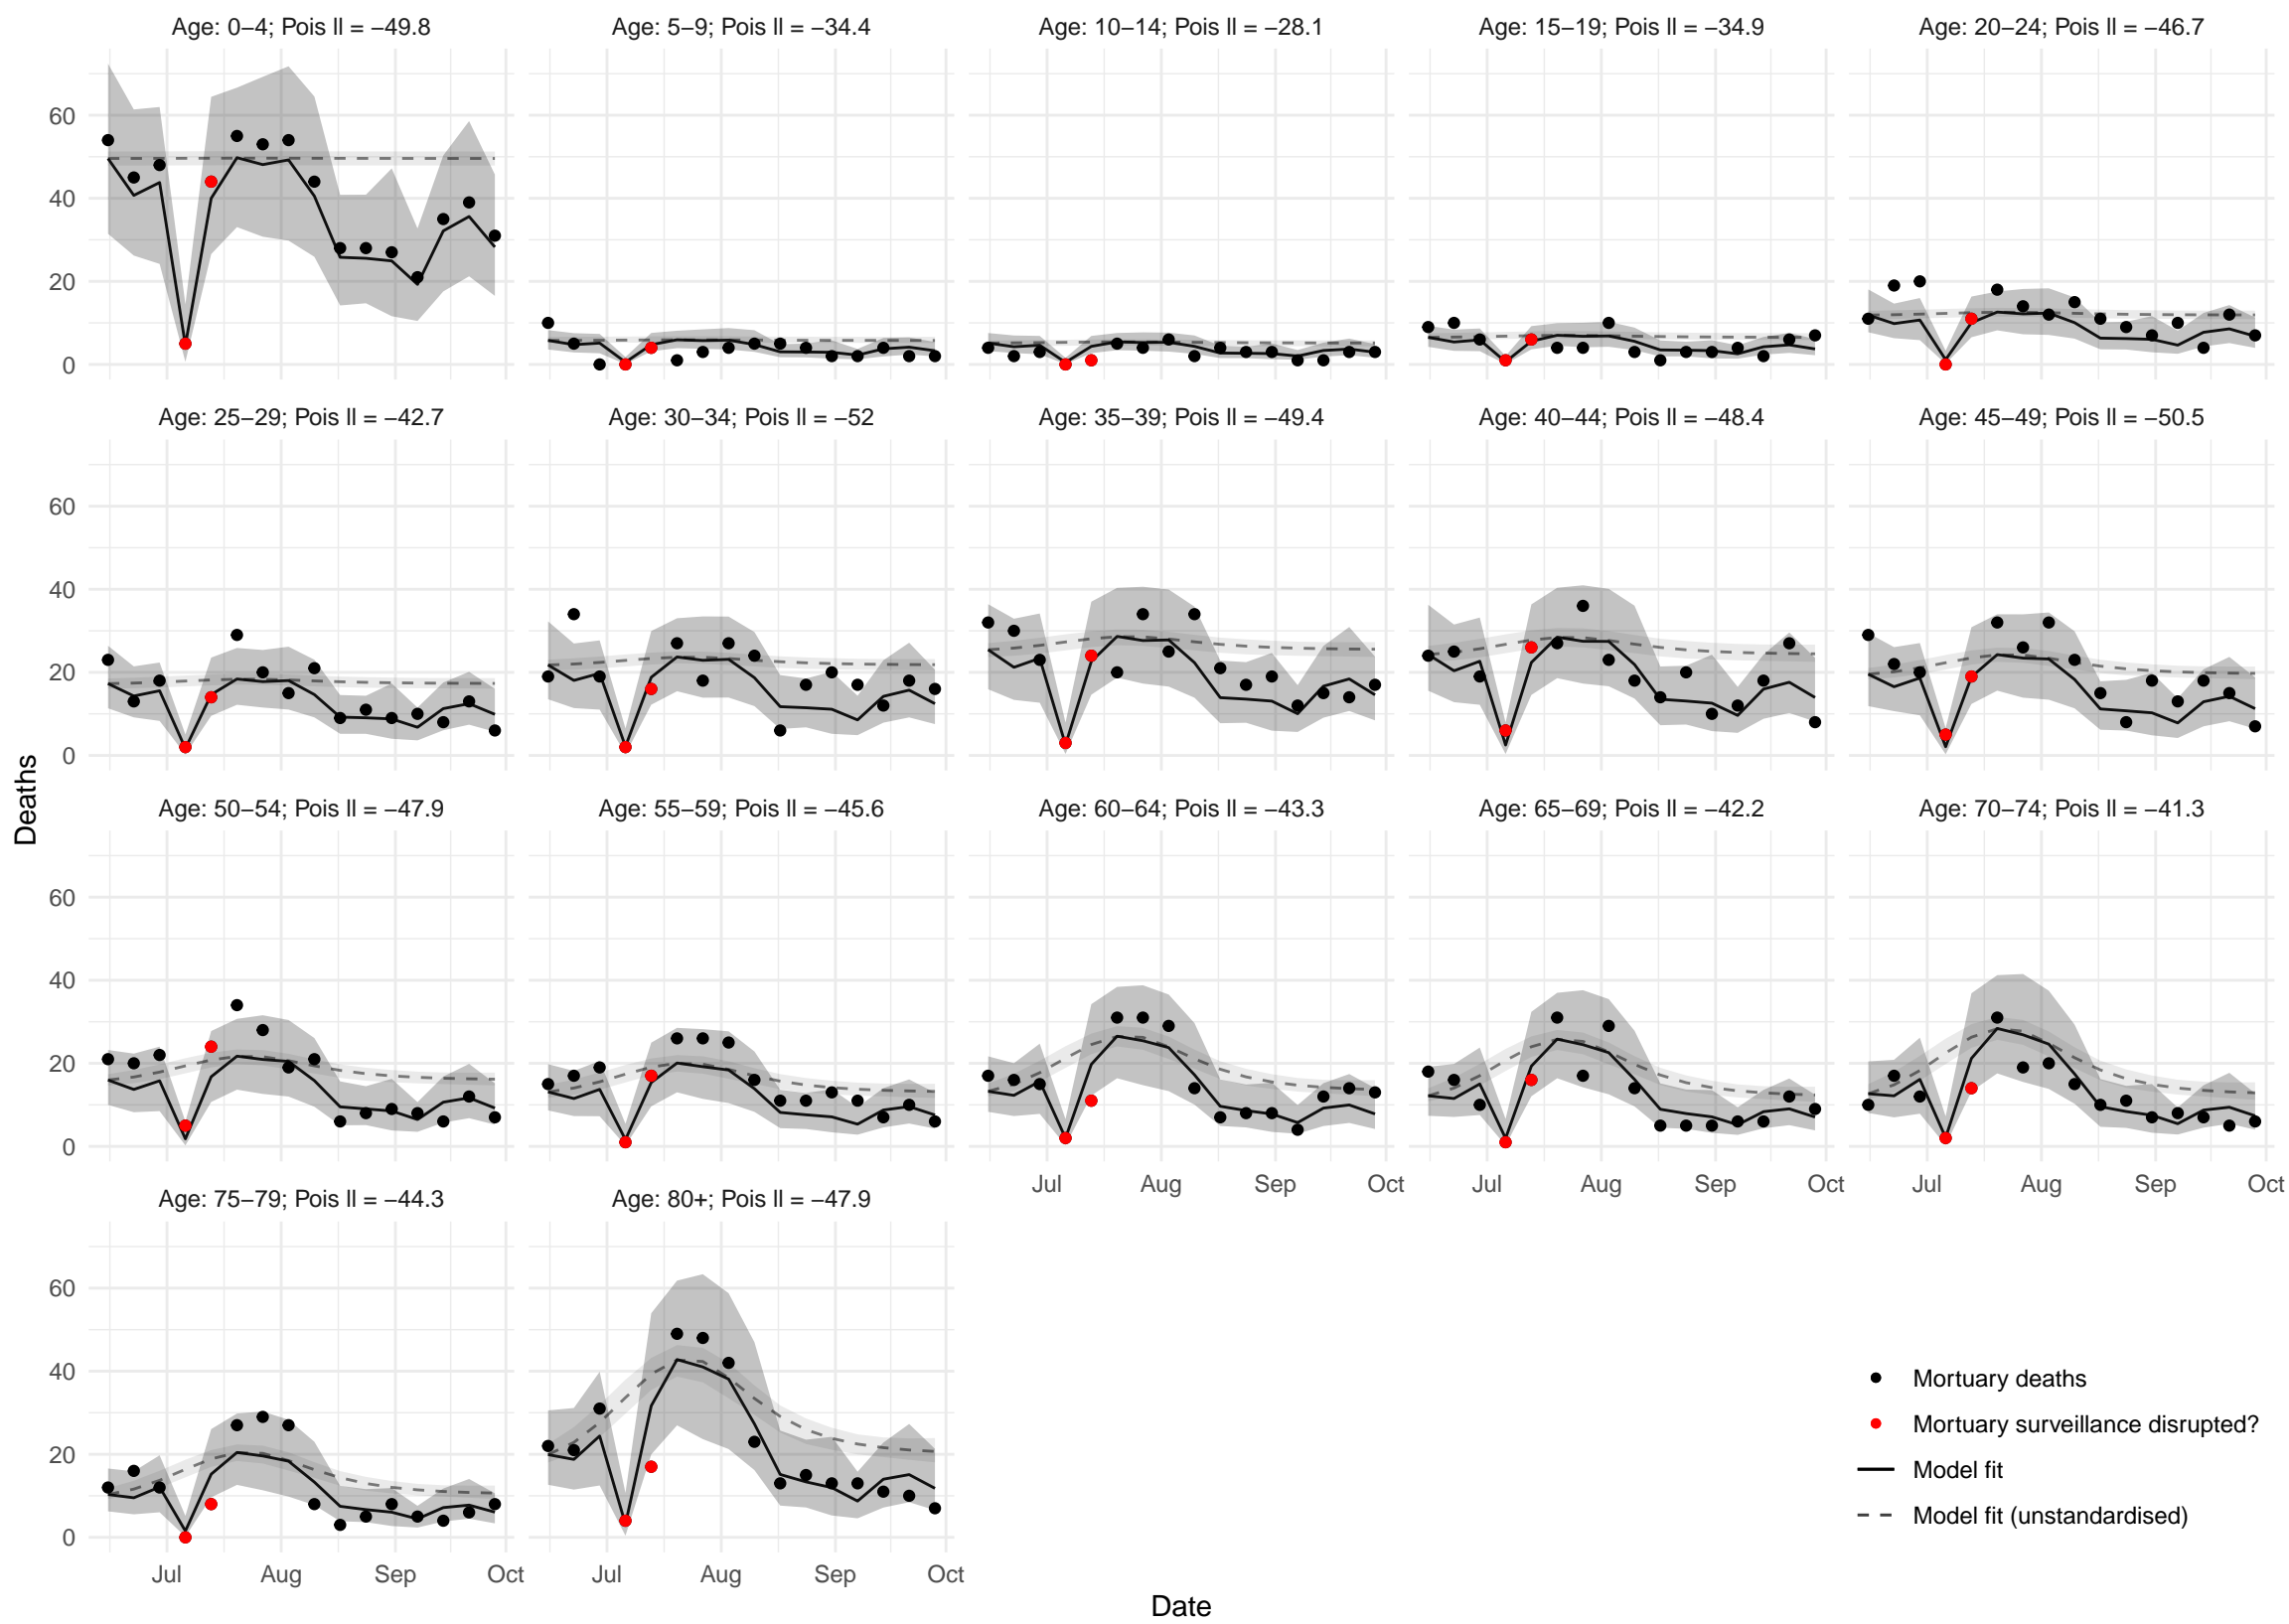 Age: 0−4; Pois ll = −49.8
Age: 5−9; Pois ll = −34.4
Age: 10−14; Pois ll = −28.1
Age: 15−19; Pois ll = −34.9
Age: 20−24; Pois ll = −46.7
60
40
20
0
Age: 25−29; Pois ll = −42.7
Age: 30−34; Pois ll = −52
Age: 35−39; Pois ll = −49.4
Age: 40−44; Pois ll = −48.4
Age: 45−49; Pois ll = −50.5
60
40
20
0
Deaths
Age: 50−54; Pois ll = −47.9
Age: 55−59; Pois ll = −45.6
Age: 60−64; Pois ll = −43.3
Age: 65−69; Pois ll = −42.2
Age: 70−74; Pois ll = −41.3
60
40
20
0
Jul Aug Sep Oct
Jul Aug Sep Oct
Jul Aug Sep Oct
Age: 75−79; Pois ll = −44.3
Age: 80+; Pois ll = −47.9
60
40
20
0
Jul Aug Sep Oct
Jul Aug Sep Oct
Mortuary deaths
Mortuary surveillance disrupted?
Model fit
Model fit (unstandardised)
Date